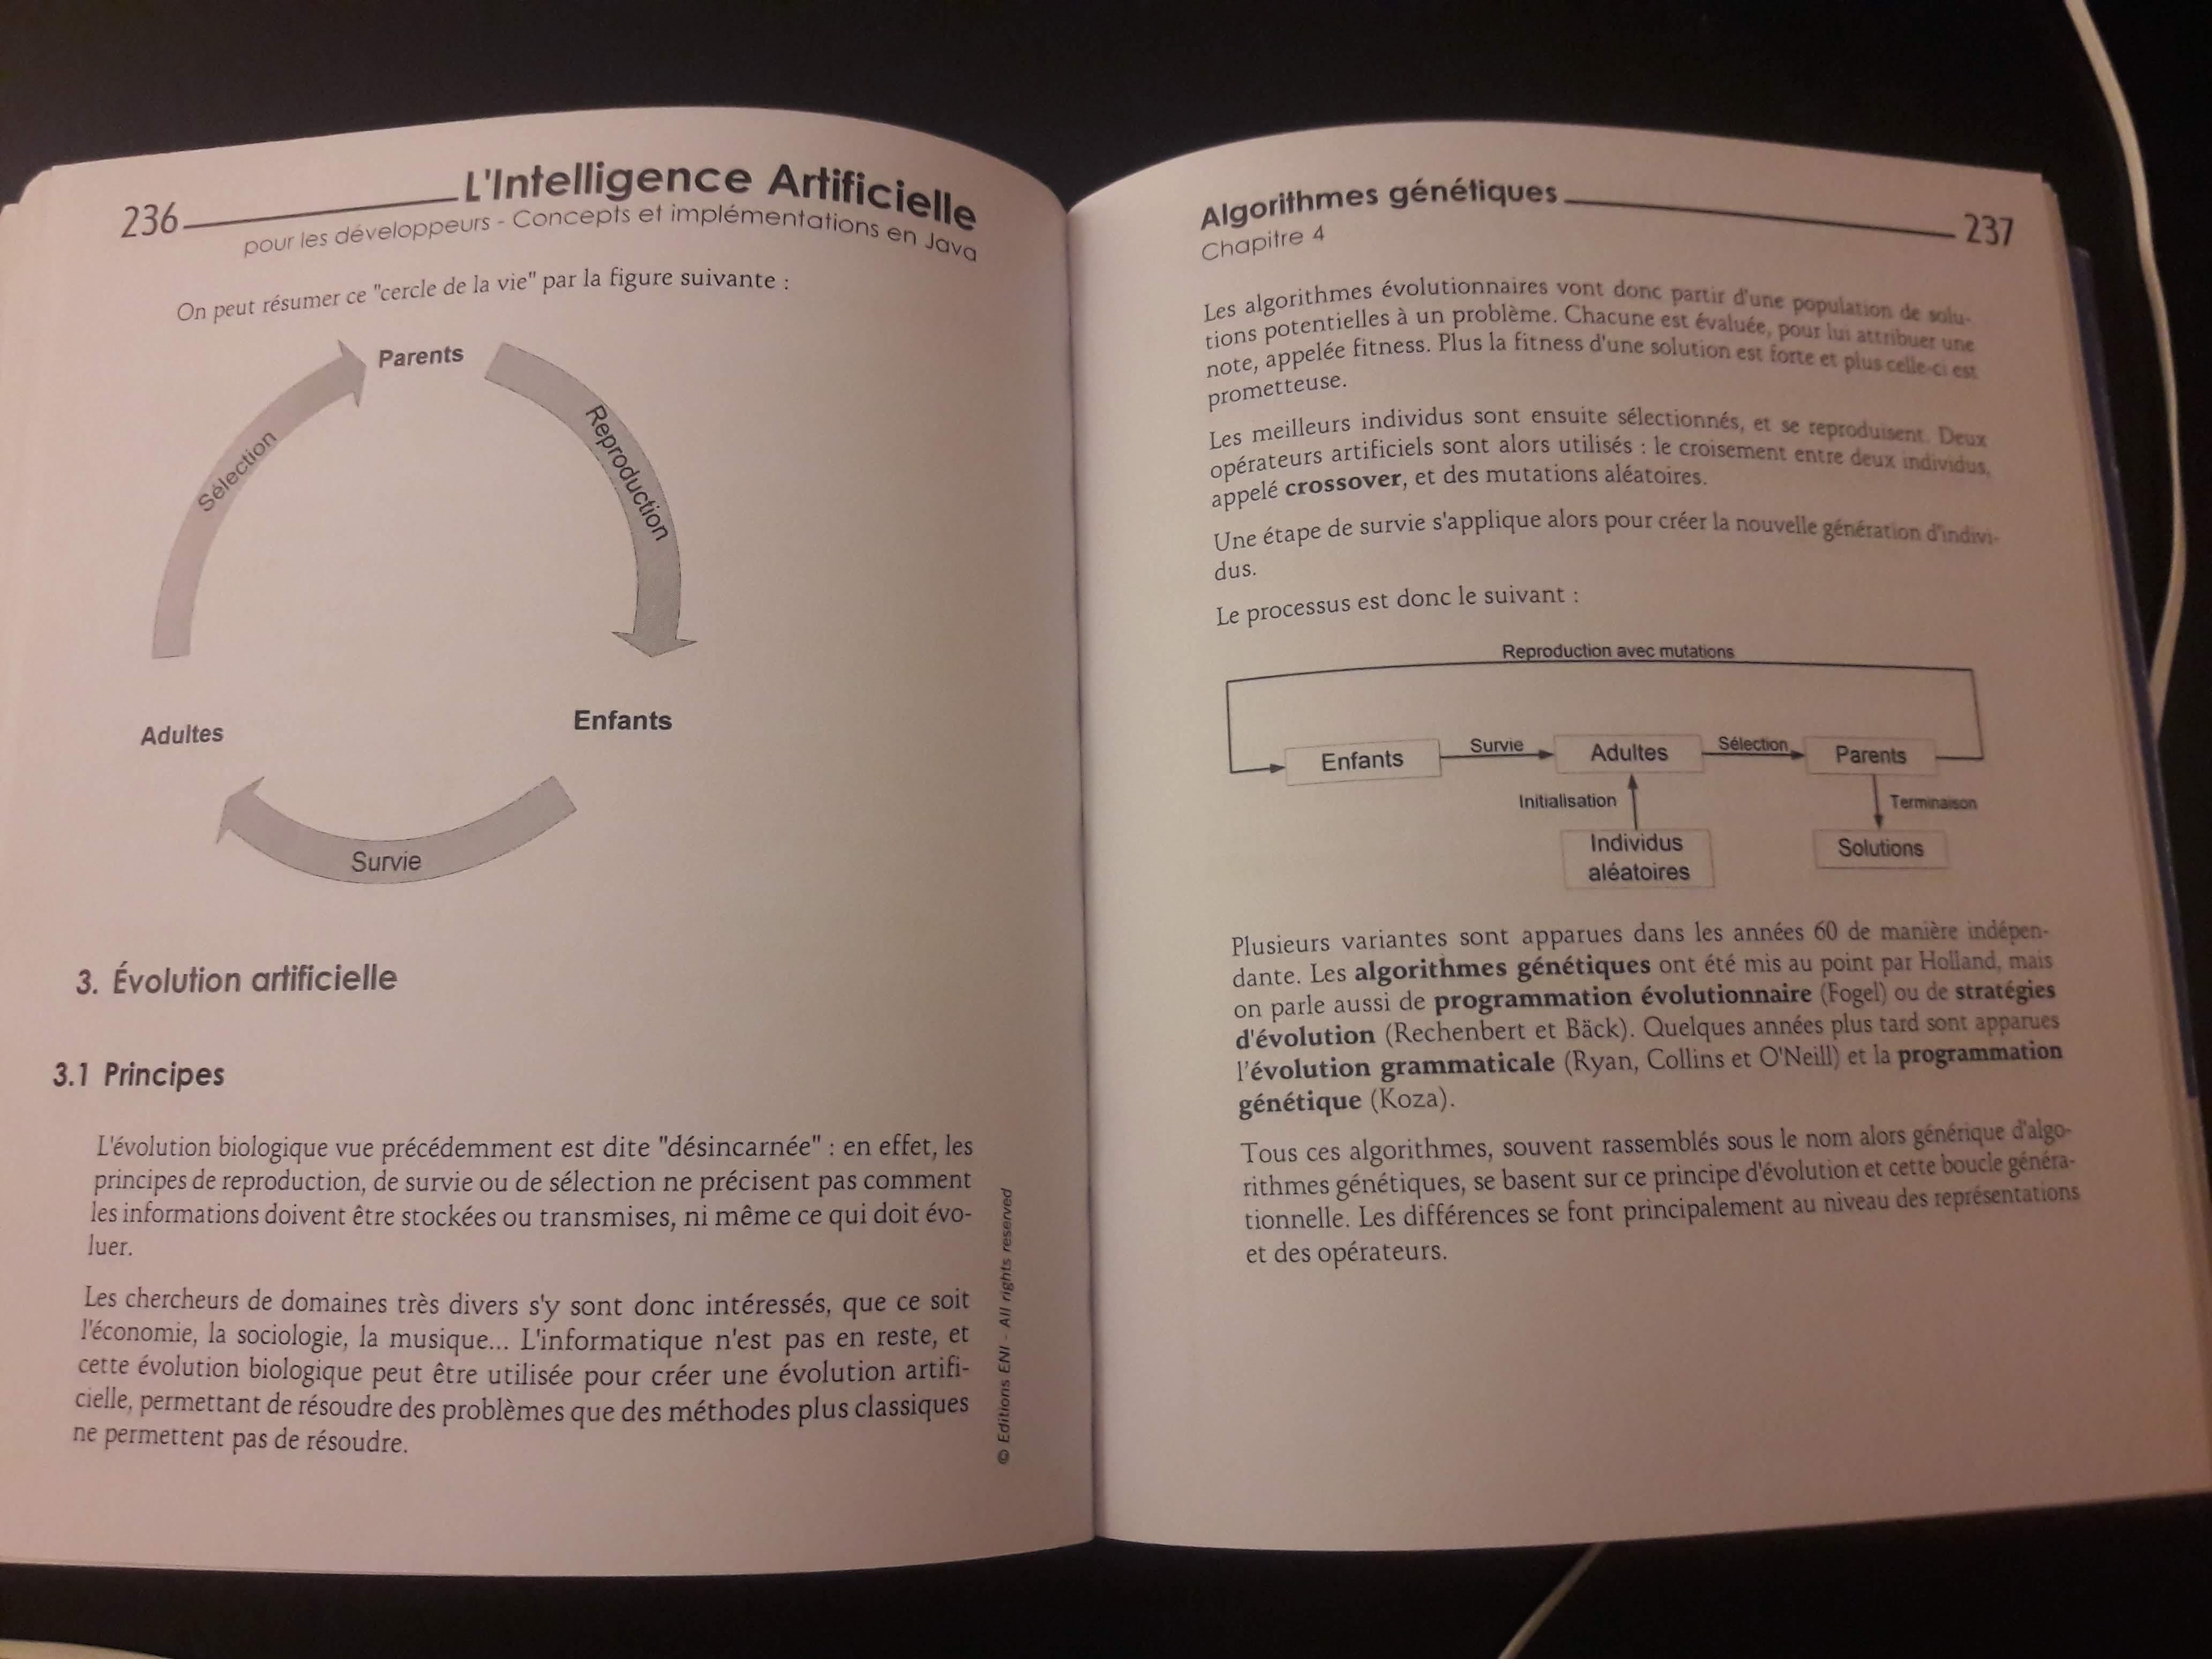 236
L'Intelligence Artificielle
pour les développeurs - Concepts et implémentations en Java
On peut résumer ce "cercle de la vie" par la figure suivante :
Parents
Reproduction
Sélection
Enfants
Adultes
Survie
3. Évolution artificielle
3.1 Principes
L'évolution biologique vue précédemment est dite "désincarnée" : en effet, les
principes de reproduction, de survie ou de sélection ne précisent pas comment
les informations doivent être stockées ou transmises, ni même ce qui doit évo-
luer.
Les chercheurs de domaines très divers s'y sont donc intéressés, que ce soit
l'économie, la sociologie, la musique... L'informatique n'est pas en reste, et
cette évolution biologique peut être utilisée pour créer une évolution artifi-
cielle, permettant de résoudre des problèmes que des méthodes plus classiques
ne permettent pas de résoudre.
© Editions ENI - All rights reserved
Algorithmes génétiques
237
Chapitre 4
Les algorithmes évolutionnaires vont donc partir d'une population de solu-
tions potentielles à un problème. Chacune est évaluée, pour lui attribuer une
note, appelée fitness. Plus la fitness d'une solution est forte et plus celle-ci est
prometteuse.
Les meilleurs individus sont ensuite sélectionnés, et se reproduisent. Deux
opérateurs artificiels sont alors utilisés : le croisement entre deux individus,
appelé crossover, et des mutations aléatoires.
Une étape de survie s'applique alors pour créer la nouvelle génération d'indivi-
dus.
Le processus est donc le suivant :
Reproduction avec mutations
Enfants
Survie
Adultes
Sélection
Parents
Initialisation
Terminaison
Individus
aléatoires
Solutions
Plusieurs variantes sont apparues dans les années 60 de manière indépen-
dante. Les algorithmes génétiques ont été mis au point par Holland, mais
on parle aussi de programmation évolutionnaire (Fogel) ou de stratégies
d'évolution (Rechenbert et Bäck). Quelques années plus tard sont apparues
l'évolution grammaticale (Ryan, Collins et O'Neill) et la programmation
génétique (Koza).
Tous ces algorithmes, souvent rassemblés sous le nom alors générique d'algo-
rithmes génétiques, se basent sur ce principe d'évolution et cette boucle généra-
tionnelle. Les différences se font principalement au niveau des représentations
et des opérateurs.